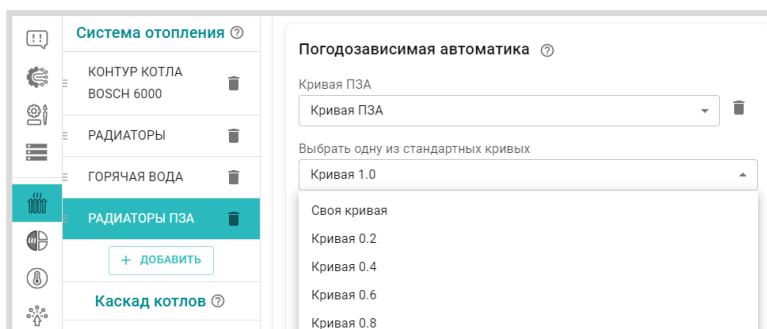 Система отопления
КОНТУР КОТЛА
BOSCH 6000
РАДИАТОРЫ
ГОРЯЧАЯ ВОДА
РАДИАТОРЫ ПЗА
+ ДОБАВИТЬ
Каскад котлов
Погодозависимая автоматика
Кривая ПЗА
Кривая ПЗА
Выбрать одну из стандартных кривых
Кривая 1.0
Своя кривая
Кривая 0.2
Кривая 0.4
Кривая 0.6
Кривая 0.8